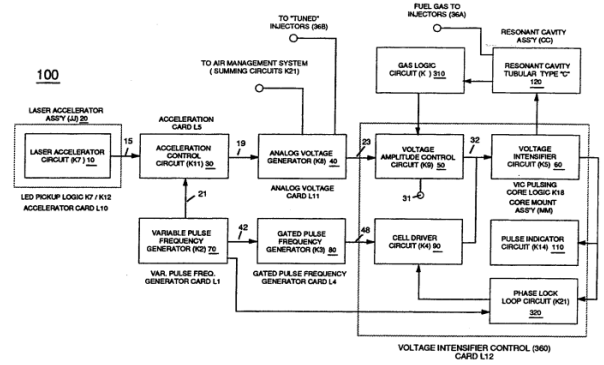 FUEL GAS TO
INJECTORS (36A)
TO "TUNED"
INJECTORS (36B)
RESONANT CAVITY
ASS'Y (CC)
TO AIR MANAGEMENT SYSTEM
( SUMMING CIRCUITS K21)
GAS LOGIC
CIRCUIT (K ) 310
RESONANT CAVITY
TUBULAR TYPE "C"
120
100
LASER ACCELERATOR
ASS'Y (JJ) 20
ACCELERATION
CARD L5
LASER ACCELERATOR
CIRCUIT (K7) 10
15
ACCELERATION
CONTROL
CIRCUIT (K11) 30
19
ANALOG VOLTAGE
GENERATOR (K8) 40
23
VOLTAGE
AMPLITUDE CONTROL
CIRCUIT (K9) 50
32
VOLTAGE
INTENSIFIER
CIRCUIT (K5) 60
LED PICKUP LOGIC K7 / K12
ACCELERATOR CARD L10
21
ANALOG VOLTAGE
CARD L11
31
VIC PULSING
CORE LOGIC K18
CORE MOUNT
ASS'Y (MM)
VARIABLE PULSE
FREQUENCY
GENERATOR (K2) 70
42
GATED PULSE
FREQUENCY
GENERATOR (K3) 80
48
CELL DRIVER
CIRCUIT (K4) 90
PULSE INDICATOR
CIRCUIT (K14) 110
VAR. PULSE FREQ.
GENERATOR CARD L1
GATED PULSE FREQUENCY
GENERATOR CARD L4
PHASE LOCK
LOOP CIRCUIT (K21)
320
VOLTAGE INTENSIFIER CONTROL (360)
CARD L12